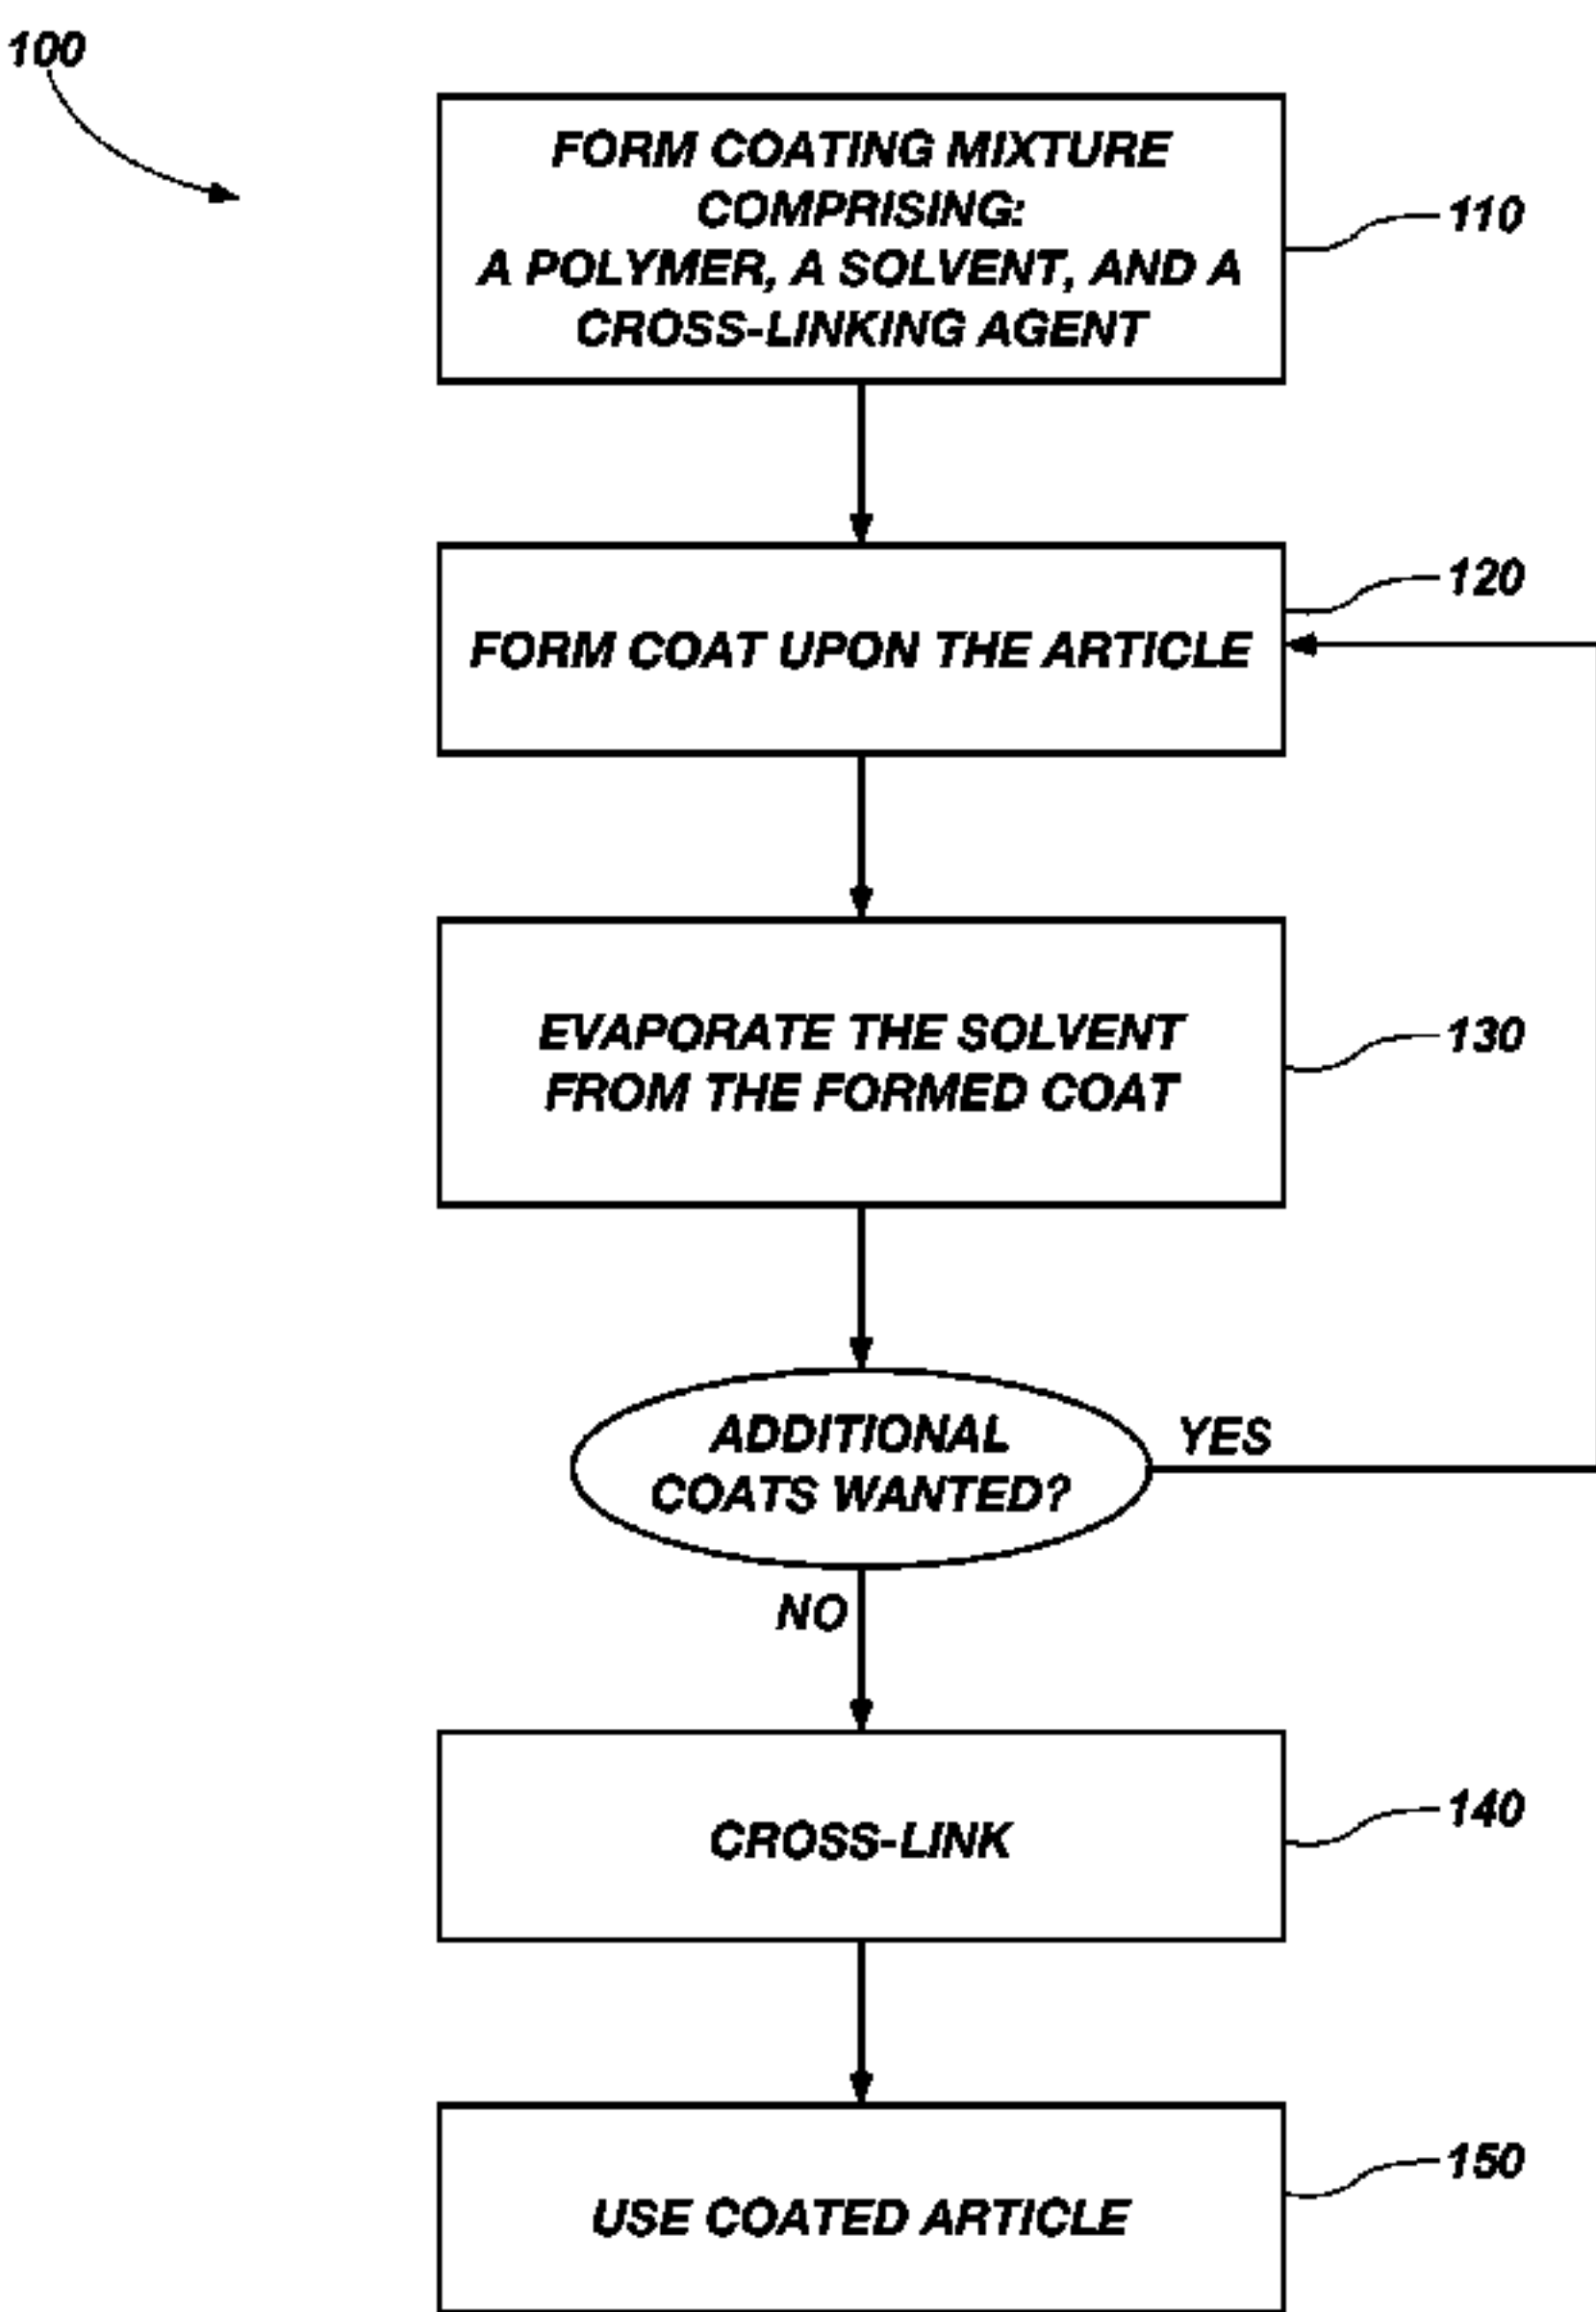 100
FORM COATING MIXTURE
COMPRISING:
A POLYMER, A SOLVENT, AND A
CROSS-LINKING AGENT
110
120
FORM COAT UPON THE ARTICLE
EVAPORATE THE SOLVENT
FROM THE FORMED COAT
130
ADDITIONAL
COATS WANTED?
YES
NO
CROSS-LINK
140
USE COATED ARTICLE
150